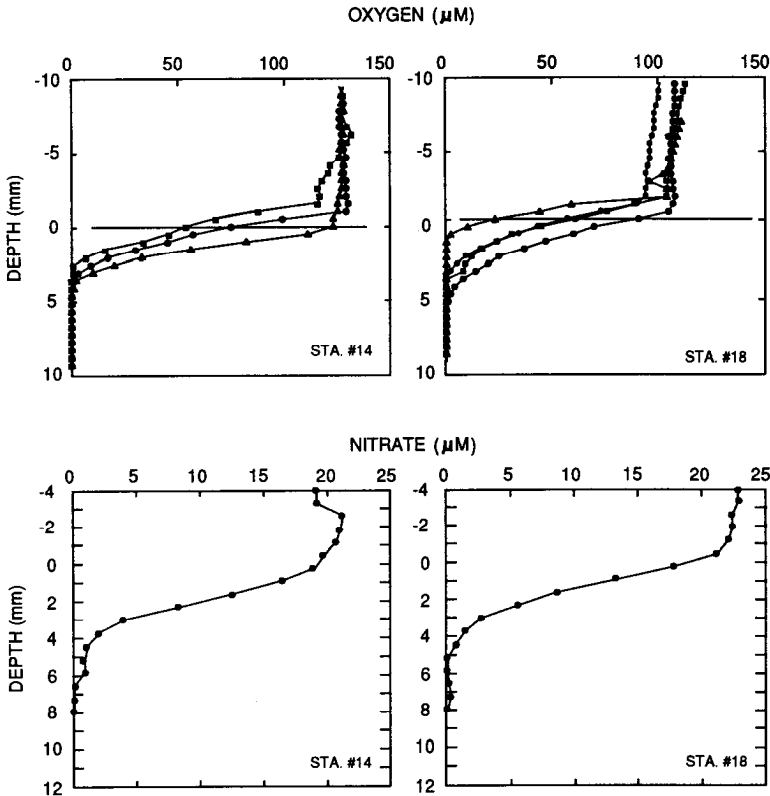 OXYGEN (μM)
0 50 100 150 0 50 100 150
-10 -10
-5 -5
0 0
5 5
10 10
DEPTH (mm)
STA. #14 STA. #18
NITRATE (μM)
0 5 10 15 20 25 0 5 10 15 20 25
-4 -4
-2 -2
0 0
2 2
4 4
6 6
8 8
10 10
12 12
DEPTH (mm)
STA. #14 STA. #18